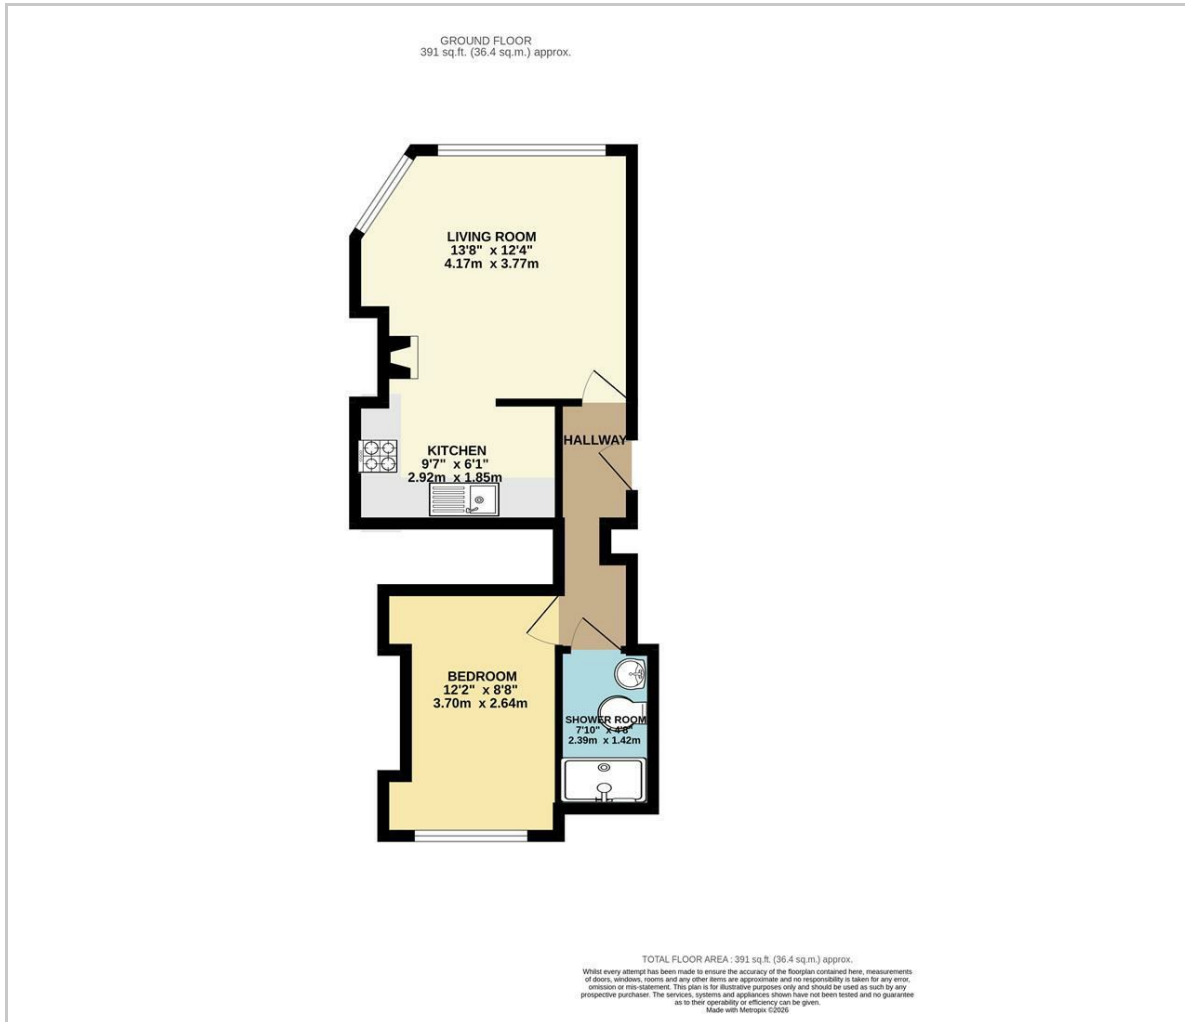 GROUND FLOOR
391 sq.ft. (36.4 sq.m.) approx.
LIVING ROOM
13'8" x 12'4"
4.17m x 3.77m
HALLWAY
KITCHEN
9'7" x 6'1"
2.92m x 1.85m
BEDROOM
12'2" x 8'8"
3.70m x 2.64m
SHOWER ROOM
7'10" x 4'8"
2.39m x 1.42m
TOTAL FLOOR AREA : 391 sq.ft. (36.4 sq.m.) approx.
Whilst every attempt has been made to ensure the accuracy of the floorplan contained here, measurements
of doors, windows, rooms and any other items are approximate and no responsibility is taken for any error,
omission or mis-statement. This plan is for illustrative purposes only and should be used as such by any
prospective purchaser. The services, systems and appliances shown have not been tested and no guarantee
as to their operability or efficiency can be given.
Made with Metropix ©2026